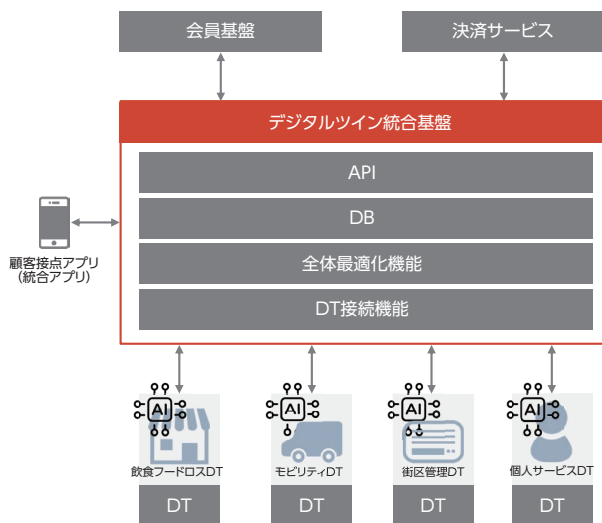 会員基盤
決済サービス
デジタルツイン統合基盤
API
DB
全体最適化機能
DT接続機能
顧客接点アプリ
(統合アプリ)
AI
AI
AI
AI
飲食フードロスDT
モビリティDT
街区管理DT
個人サービスDT
DT
DT
DT
DT